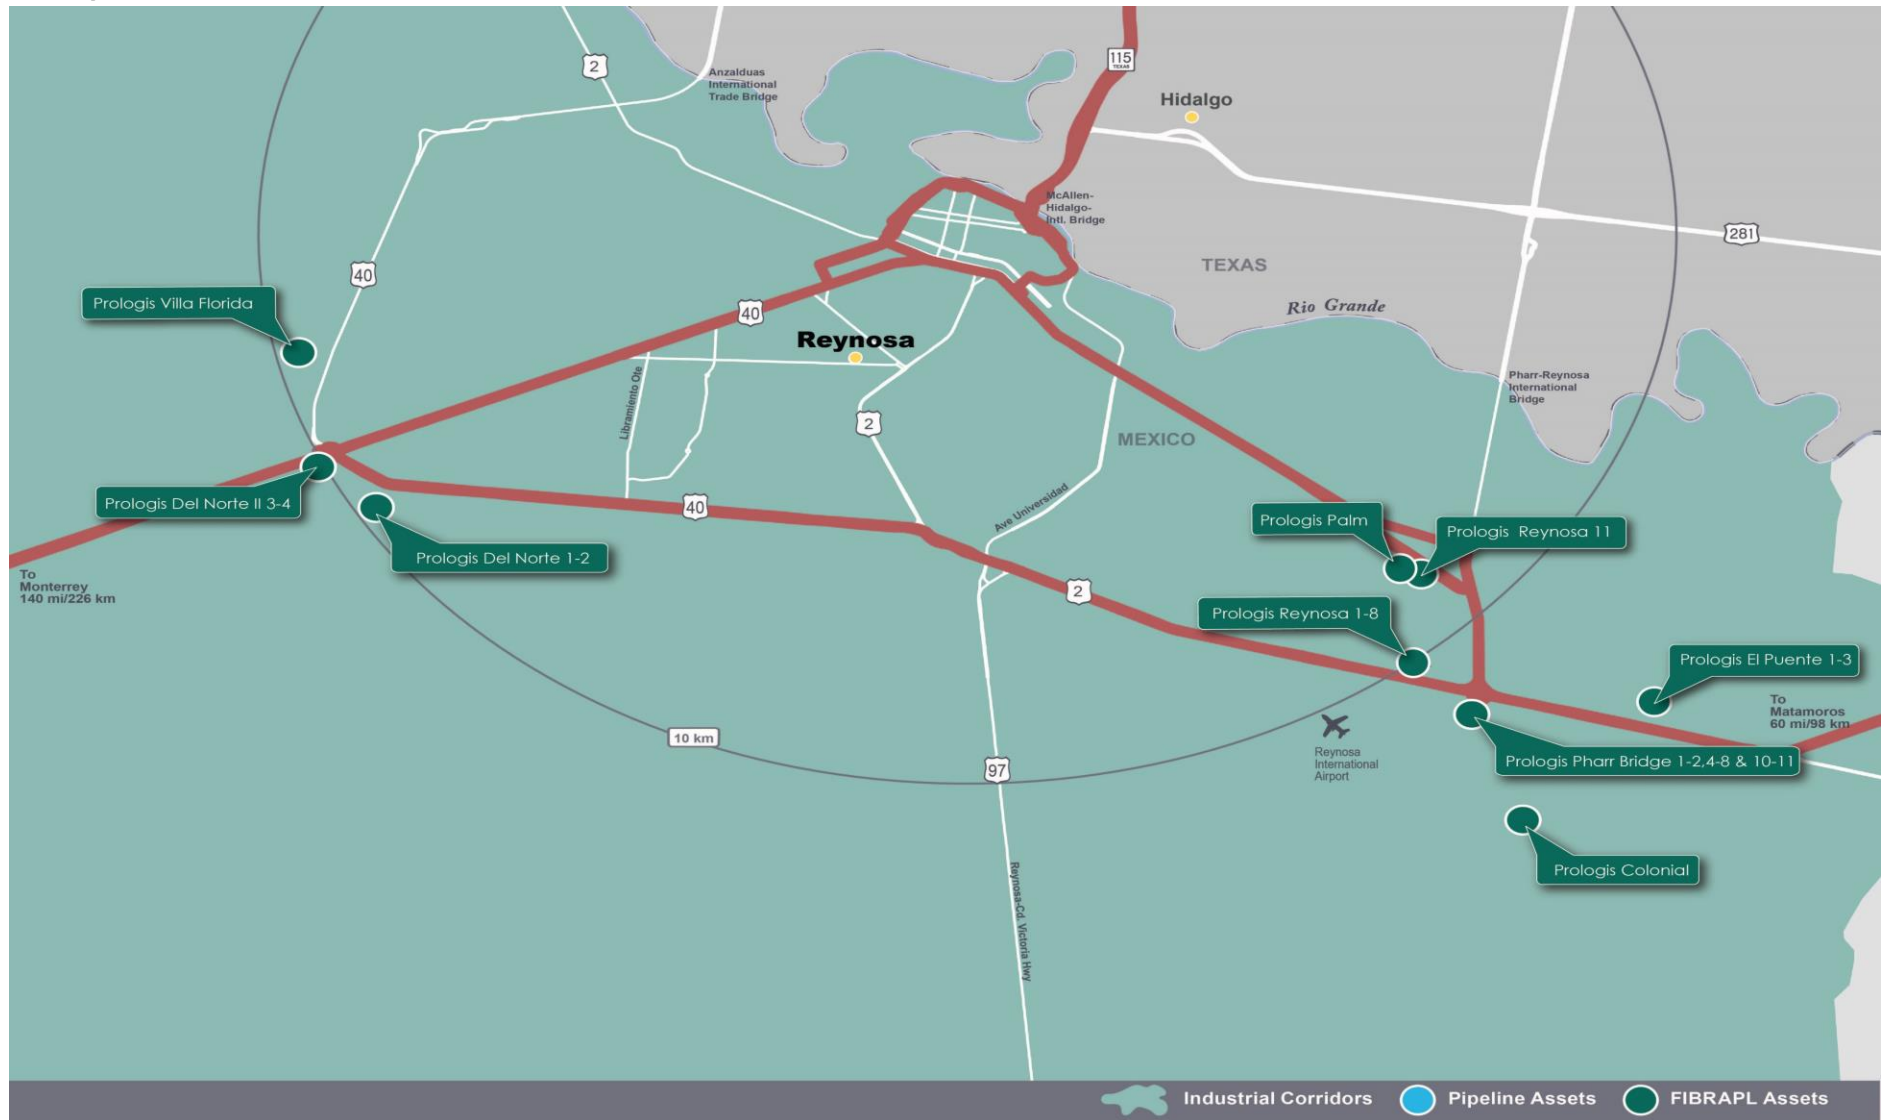 115
TEXAS
2
Anzalduas
International
Trade Bridge
Hidalgo
McAllen-
Hidalgo-
Intl. Bridge
281
TEXAS
40
Prologis Villa Florida
Rio Grande
40
Reynosa
Pharr-Reynosa
International
Bridge
Libramiento Ote
2
MEXICO
Prologis Del Norte II 3-4
40
Ave Universidad
Prologis Palm
Prologis Reynosa 11
Prologis Del Norte 1-2
To
Monterrey
140 mi/226 km
2
Prologis Reynosa 1-8
Prologis El Puente 1-3
To
Matamoros
60 mi/98 km
10 km
Reynosa
International
Airport
Prologis Pharr Bridge 1-2,4-8 & 10-11
97
Prologis Colonial
Reynosa-Cd. Victoria Hwy
Industrial Corridors
Pipeline Assets
FIBRAPL Assets